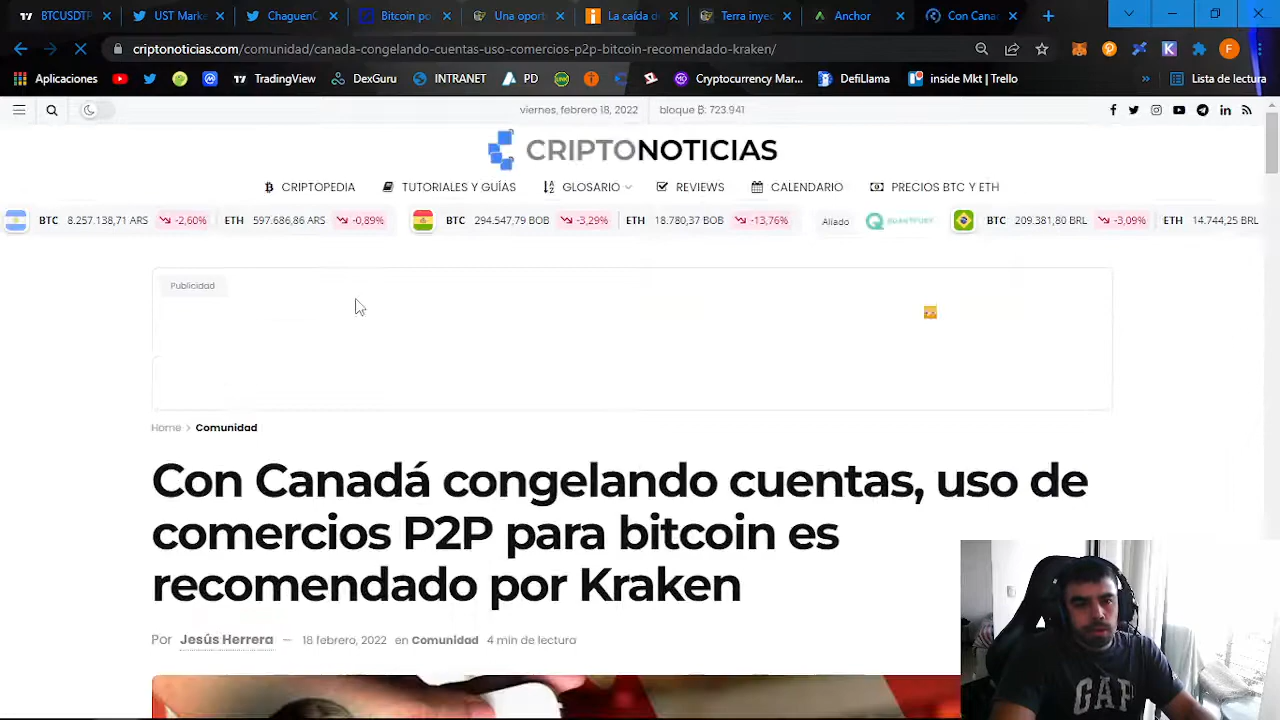 BTCUSDTP
UST Marke
ChaguenC
Bitcoin po
Una oport
La caída d
Terra inyec
Anchor
Con Canac
criptonoticias.com/comunidad/canada-congelando-cuentas-uso-comercios-p2p-bitcoin-recomendado-kraken/
Aplicaciones
TradingView
DexGuru
INTRANET
PD
Cryptocurrency Mar...
DefiLlama
inside Mkt | Trello
Lista de lectura
viernes, febrero 18, 2022
bloque ₿: 723.941
CRIPTONOTICIAS
CRIPTOPEDIA
TUTORIALES Y GUÍAS
GLOSARIO
REVIEWS
CALENDARIO
PRECIOS BTC Y ETH
BTC 8.257.138,71 ARS -2,60% ETH 597.686,86 ARS -0,89%
BTC 294.547,79 BOB -3,29% ETH 18.780,37 BOB -13,76%
Aliado
QUANTFURY
BTC 209.381,80 BRL -3,09% ETH 14.744,25 BRL
Publicidad
Home > Comunidad
Con Canadá congelando cuentas, uso de
comercios P2P para bitcoin es
recomendado por Kraken
Por Jesús Herrera — 18 febrero, 2022 en Comunidad 4 min de lectura
GAP